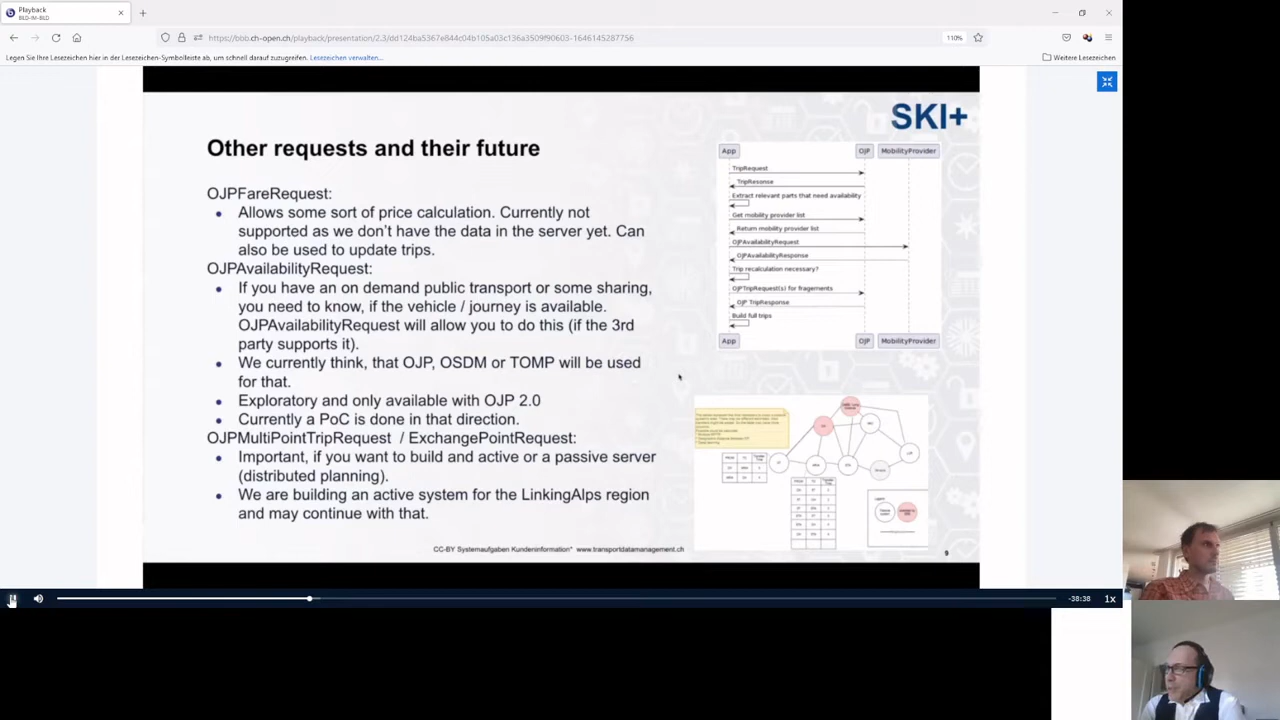 Playback
BILD-IM-BILD
https://bbb.ch-open.ch/playback/presentation/2.3/dd124ba5367e844c04b105a03c136a3509f90603-1646145287756
110%
Legen Sie Ihre Lesezeichen hier in der Lesezeichen-Symbolleiste ab, um schnell darauf zuzugreifen. Lesezeichen verwalten...
Weitere Lesezeichen
SKI+
Other requests and their future
OJPFareRequest:
• Allows some sort of price calculation. Currently not
supported as we don't have the data in the server yet. Can
also be used to update trips.
OJPAvailabilityRequest:
• If you have an on demand public transport or some sharing,
you need to know, if the vehicle / journey is available.
OJPAvailabilityRequest will allow you to do this (if the 3rd
party supports it).
• We currently think, that OJP, OSDM or TOMP will be used
for that.
• Exploratory and only available with OJP 2.0
• Currently a PoC is done in that direction.
OJPMultiPointTripRequest / ExchangePointRequest:
• Important, if you want to build and active or a passive server
(distributed planning).
• We are building an active system for the LinkingAlps region
and may continue with that.
App OJP MobilityProvider
TripRequest
TripResonse
Extract relevant parts that need availability
Get mobility provider list
Return mobility provider list
OJPAvailabilityRequest
OJPAvailabilityResponse
Trip recalculation necessary?
OJPTripRequest(s) for fragements
OJP TripResponse
Build full trips
App OJP MobilityProvider
CC-BY Systemaufgaben Kundeninformation* www.transportdatamanagement.ch
9
-38:38 1x